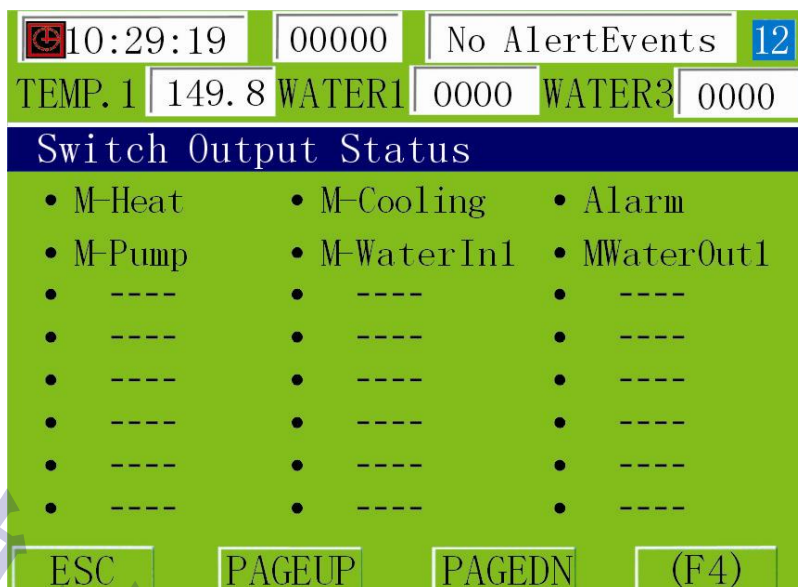 10:29:19 00000 No AlertEvents 12
TEMP.1 149.8 WATER1 0000 WATER3 0000
Switch Output Status
• M-Heat • M-Cooling • Alarm
• M-Pump • M-WaterIn1 • MWaterOut1
• ---- • ---- • ----
• ---- • ---- • ----
• ---- • ---- • ----
• ---- • ---- • ----
• ---- • ---- • ----
• ---- • ---- • ----
ESC PAGEUP PAGEDN (F4)